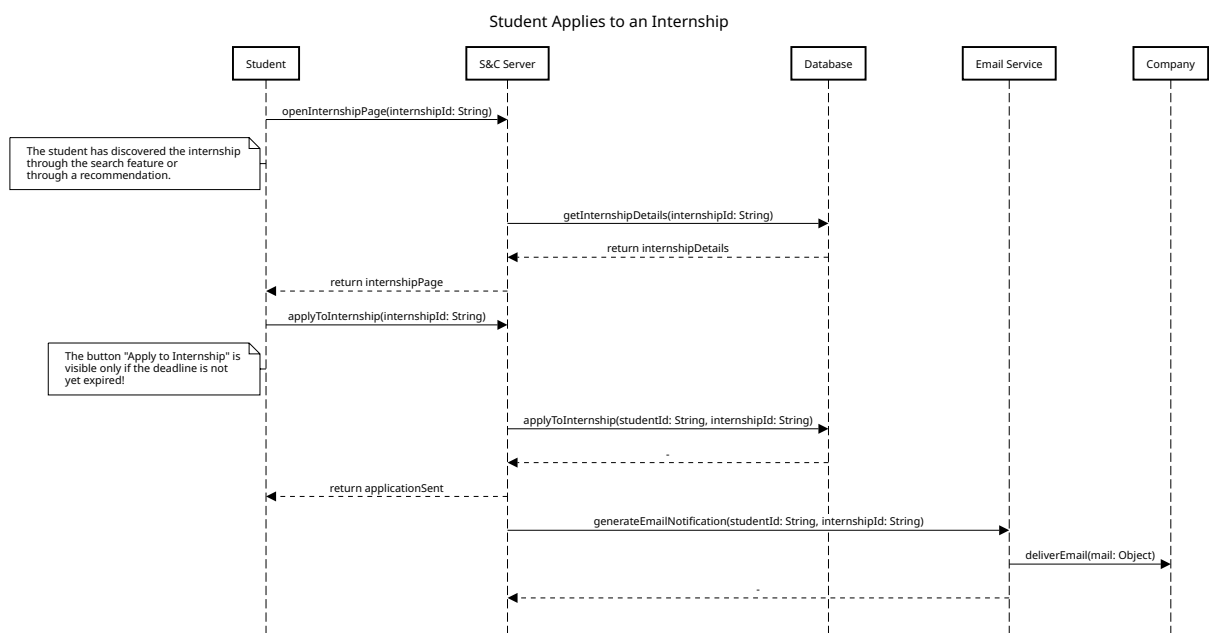 Student Applies to an Internship
Student
S&C Server
Database
Email Service
Company
openInternshipPage(internshipId: String)
The student has discovered the internship
through the search feature or
through a recommendation.
getInternshipDetails(internshipId: String)
return internshipDetails
return internshipPage
applyToInternship(internshipId: String)
The button "Apply to Internship" is
visible only if the deadline is not
yet expired!
applyToInternship(studentId: String, internshipId: String)
-
return applicationSent
generateEmailNotification(studentId: String, internshipId: String)
deliverEmail(mail: Object)
-